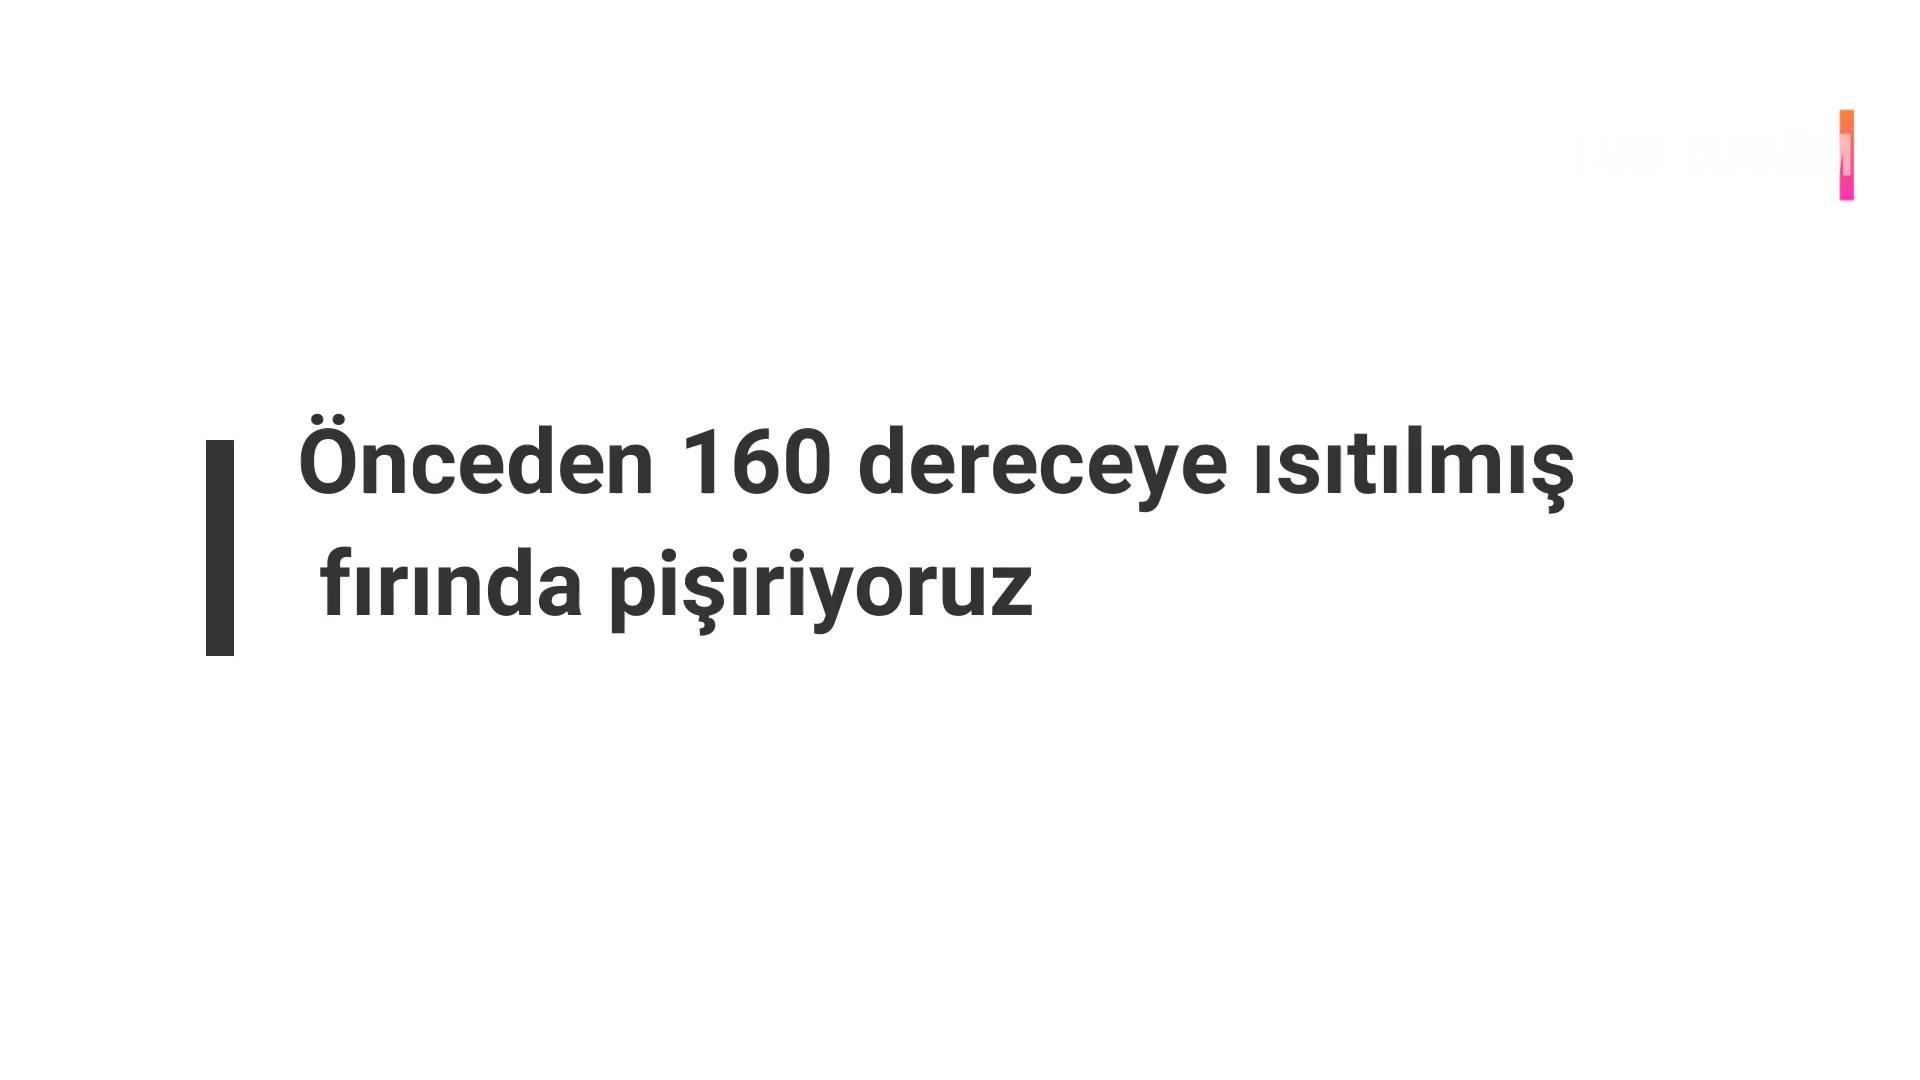 Önceden 160 dereceye ısıtılmış
fırında pişiriyoruz